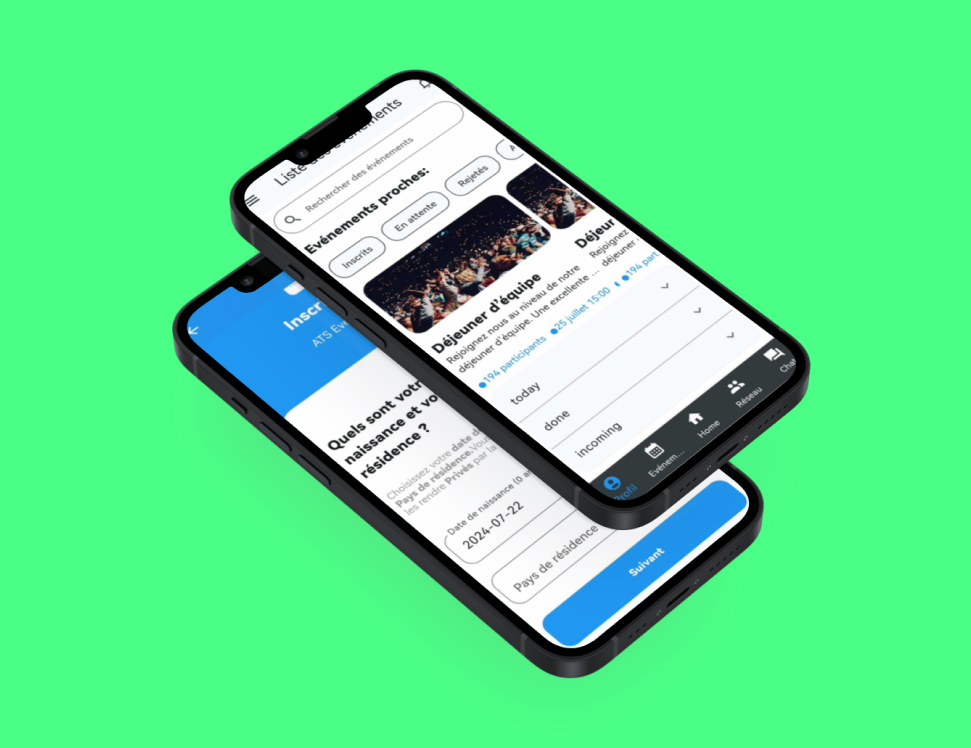 Liste des événements
Rechercher des événements
Evénements proches:
Inscrits
En attente
Rejetés
Déjeuner d'équipe
Rejoignez nous au niveau de notre
déjeuner d'équipe. Une excellente ...
194 participants
25 juillet 15:00
Déjeur
Rejoignez
déjeuner
194 part
today
done
incoming
Profil
Evénem...
Home
Réseau
Chat
Inscr
ATS Eve
Quels sont votr
naissance et vo
résidence ?
Choisissez votre date d
Pays de résidence. Vou
les rendre Privés par la
Date de naissance (0 a
2024-07-22
Pays de résidence
Suivant